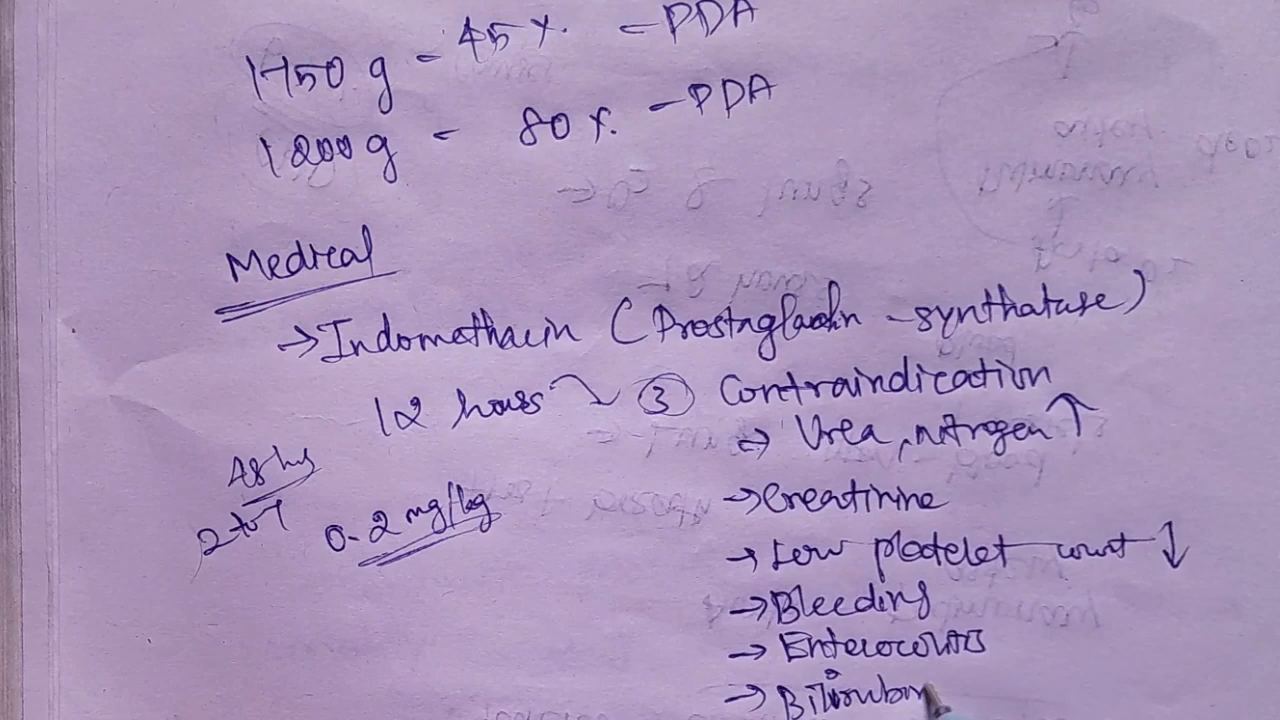 1750 g - 45 %. - PDA
1200 g - 80 %. - PDA
Medical
→ Indomethacin (Prostaglandin - synthatase)
12 hours 3 Contraindication
→ Urea, nitrogen ↑
48 hrs
2 to 7
0.2 mg/kg
→ Creatinine
→ Low platelet count ↓
→ Bleeding
→ Enterocolitis
→ Bilirubin